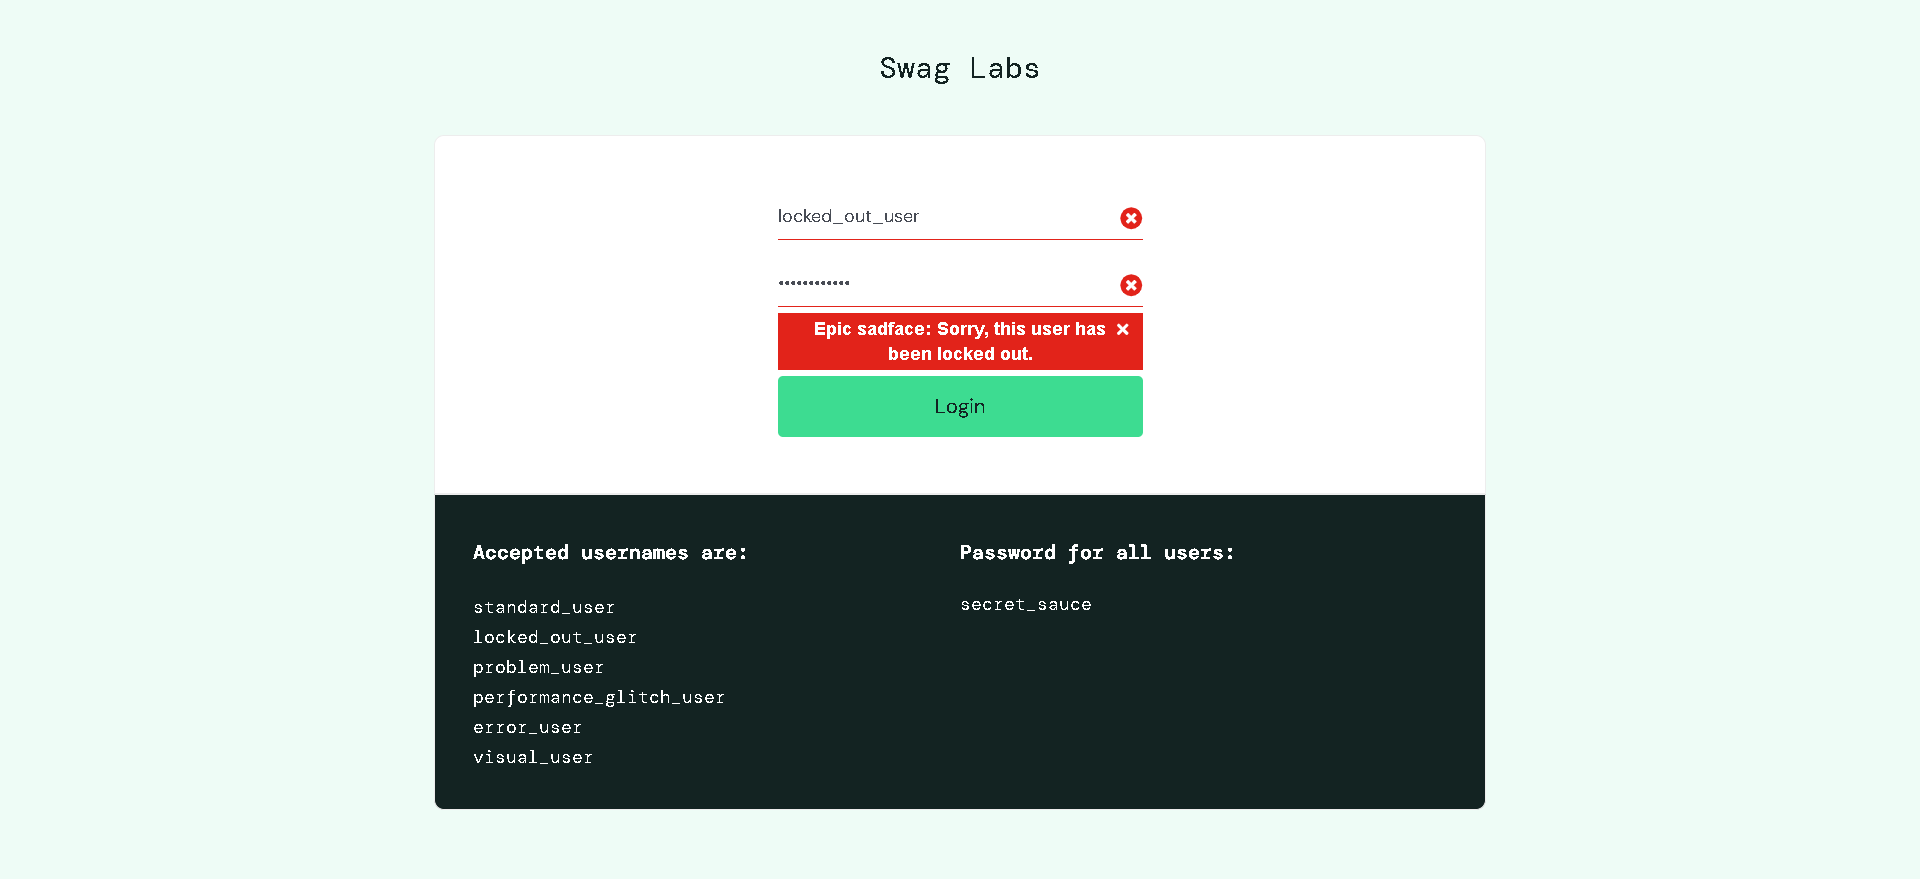 Swag Labs
locked_out_user
••••••••••••
Epic sadface: Sorry, this user has
been locked out.
Login
Accepted usernames are:
standard_user
locked_out_user
problem_user
performance_glitch_user
error_user
visual_user
Password for all users:
secret_sauce